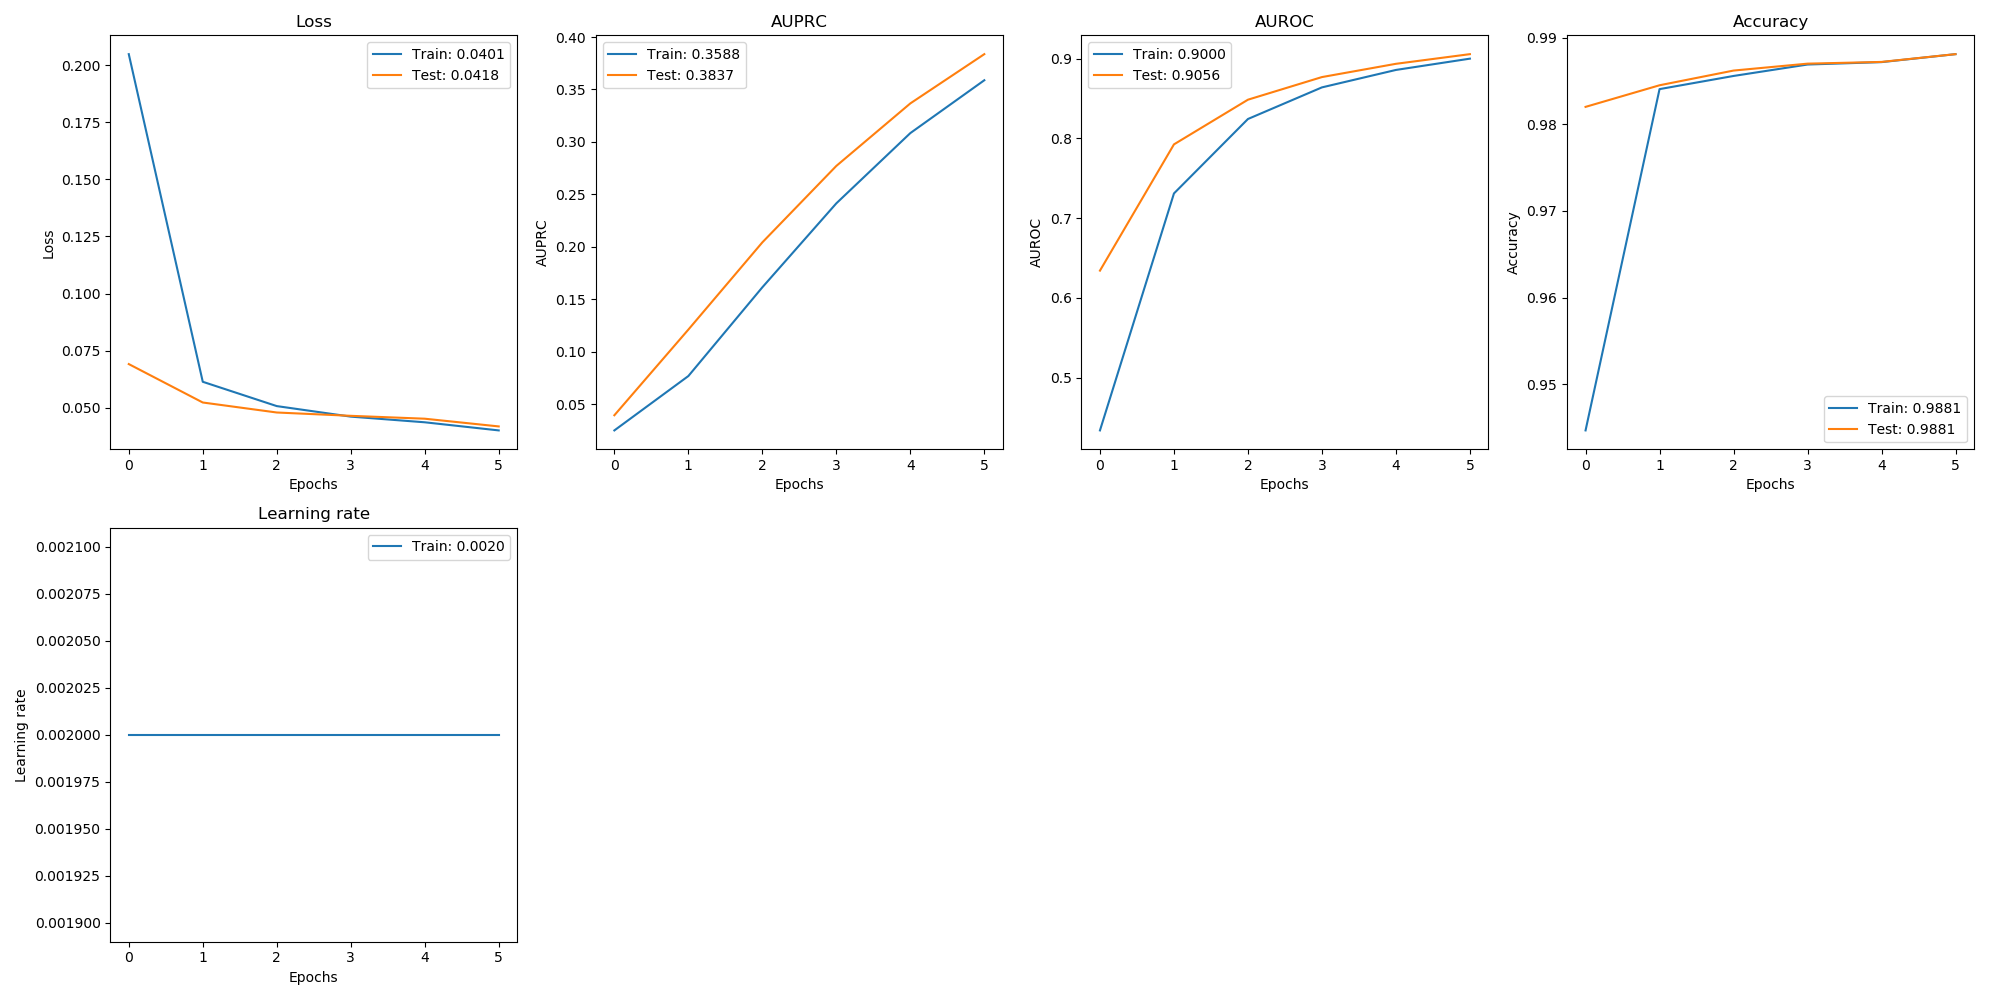 Loss
Train: 0.0401
Test: 0.0418
0.200
0.175
0.150
0.125
0.100
0.075
0.050
Loss
0 1 2 3 4 5
Epochs
AUPRC
Train: 0.3588
Test: 0.3837
0.40
0.35
0.30
0.25
0.20
0.15
0.10
0.05
AUPRC
0 1 2 3 4 5
Epochs
AUROC
Train: 0.9000
Test: 0.9056
0.9
0.8
0.7
0.6
0.5
AUROC
0 1 2 3 4 5
Epochs
Accuracy
0.99
0.98
0.97
0.96
0.95
Accuracy
Train: 0.9881
Test: 0.9881
0 1 2 3 4 5
Epochs
Learning rate
Train: 0.0020
0.002100
0.002075
0.002050
0.002025
0.002000
0.001975
0.001950
0.001925
0.001900
Learning rate
0 1 2 3 4 5
Epochs